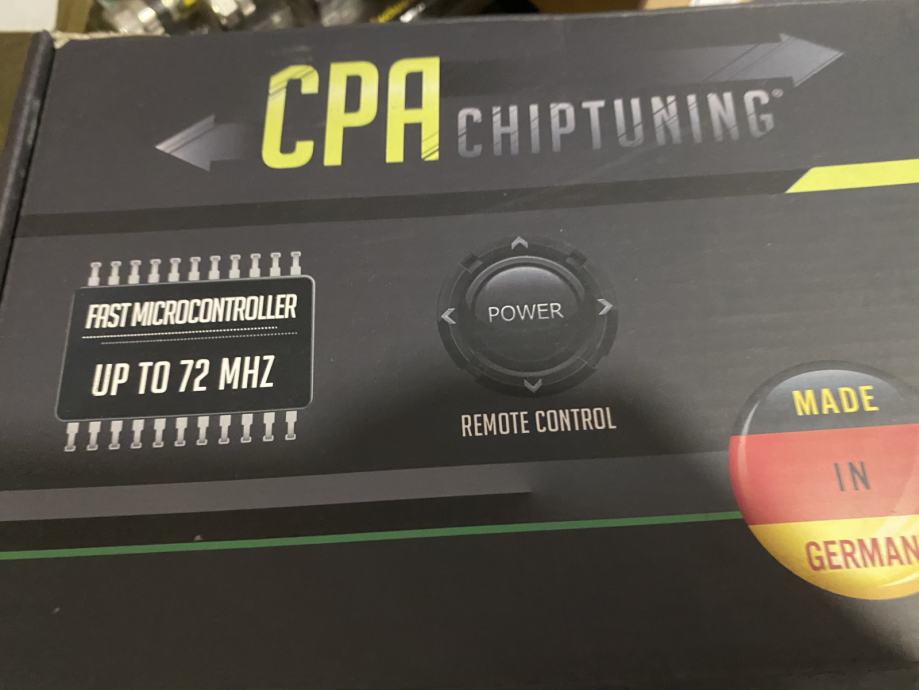 CPA CHIPTUNING®
FAST MICROCONTROLLER
UP TO 72 MHZ
POWER
REMOTE CONTROL
MADE
IN
GERMAN